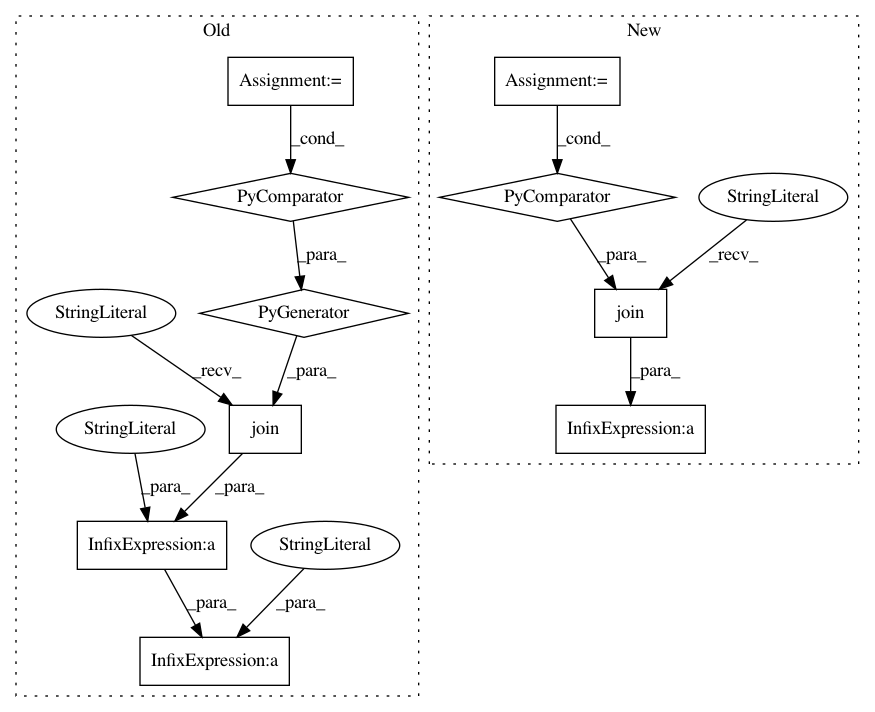 Old
New
Assignment:=
Assignment:=
_cond_
_cond_
PyComparator
PyComparator
StringLiteral
_para_
_para_
_recv_
StringLiteral
PyGenerator
join
_recv_
_para_
_para_
StringLiteral
join
InfixExpression:a
_para_
_para_
InfixExpression:a
StringLiteral
_para_
_para_
InfixExpression:a